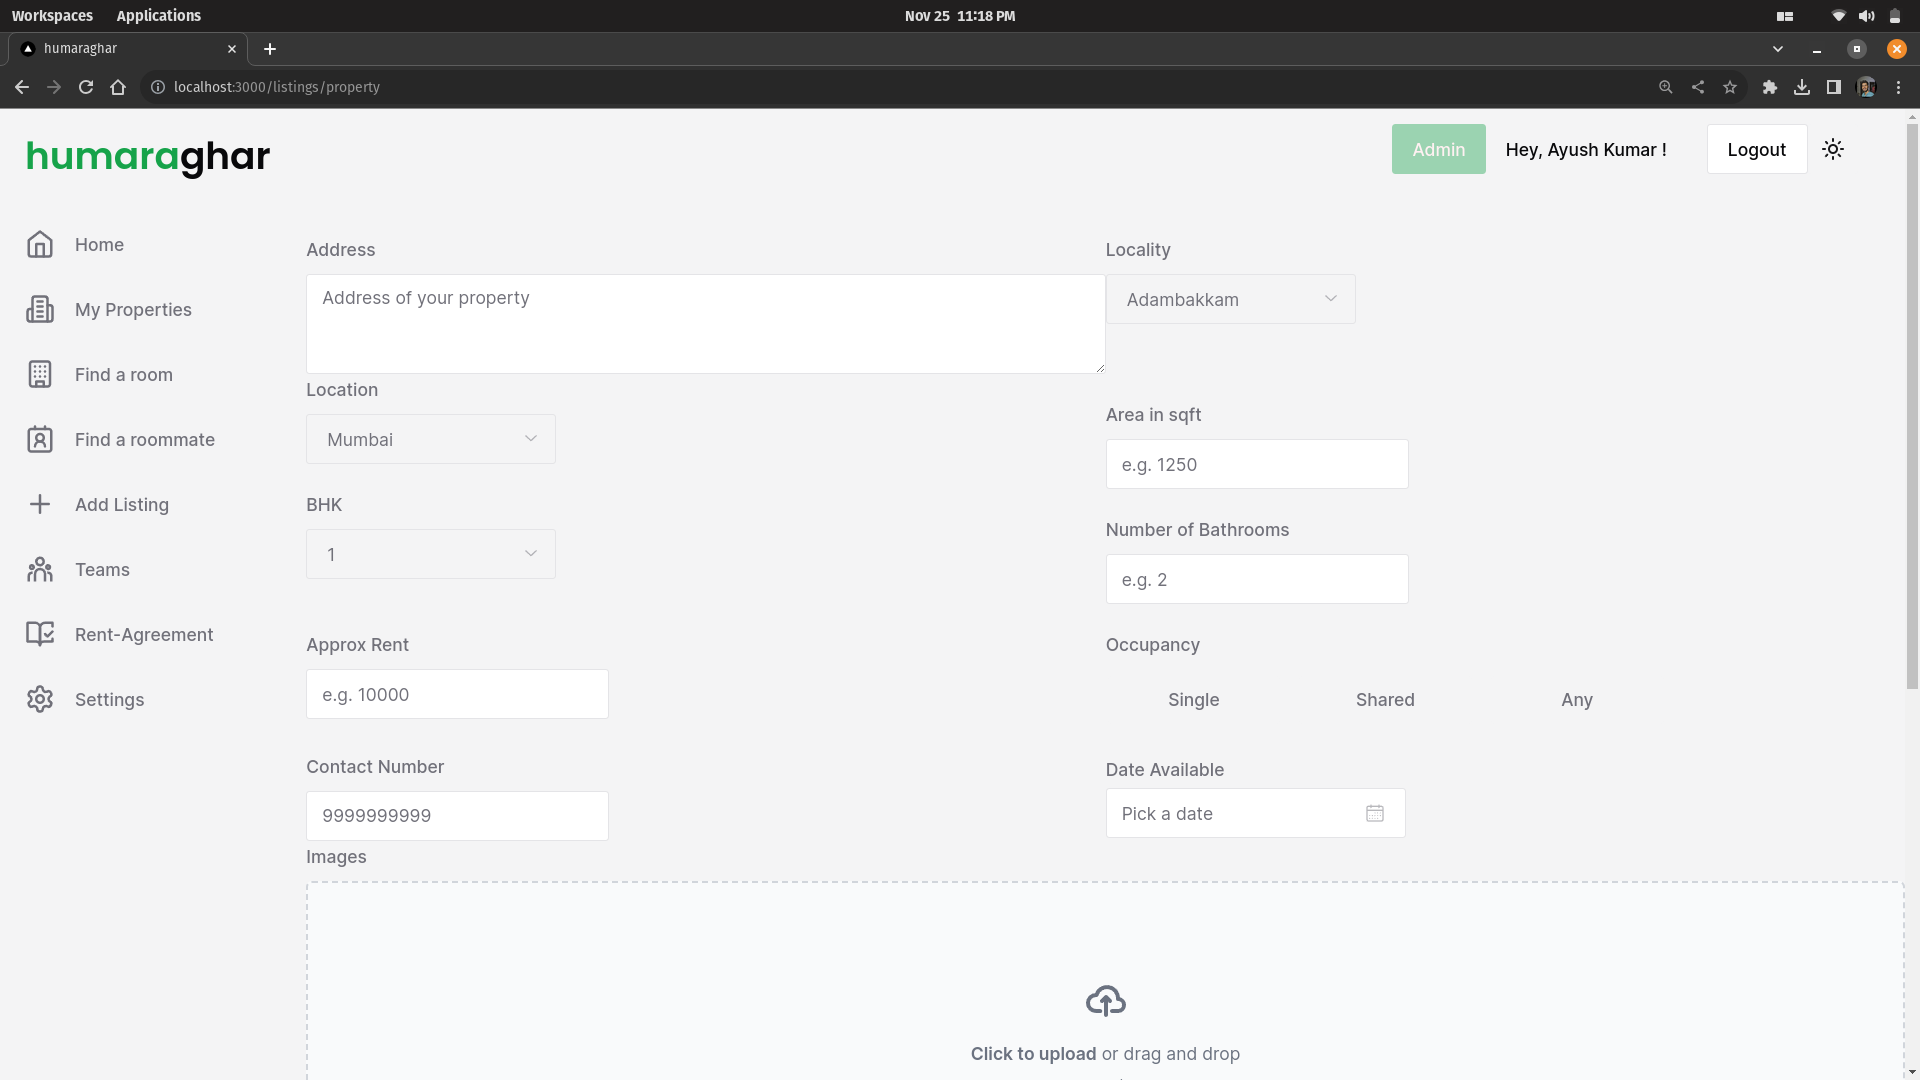 Workspaces Applications Nov 25 11:18 PM
humaraghar
localhost:3000/listings/property
humaraghar
Admin Hey, Ayush Kumar ! Logout
Home
My Properties
Find a room
Find a roommate
Add Listing
Teams
Rent-Agreement
Settings
Address
Address of your property
Locality
Adambakkam
Location
Mumbai
Area in sqft
e.g. 1250
BHK
1
Number of Bathrooms
e.g. 2
Approx Rent
e.g. 10000
Occupancy
Single Shared Any
Contact Number
9999999999
Date Available
Pick a date
Images
Click to upload or drag and drop